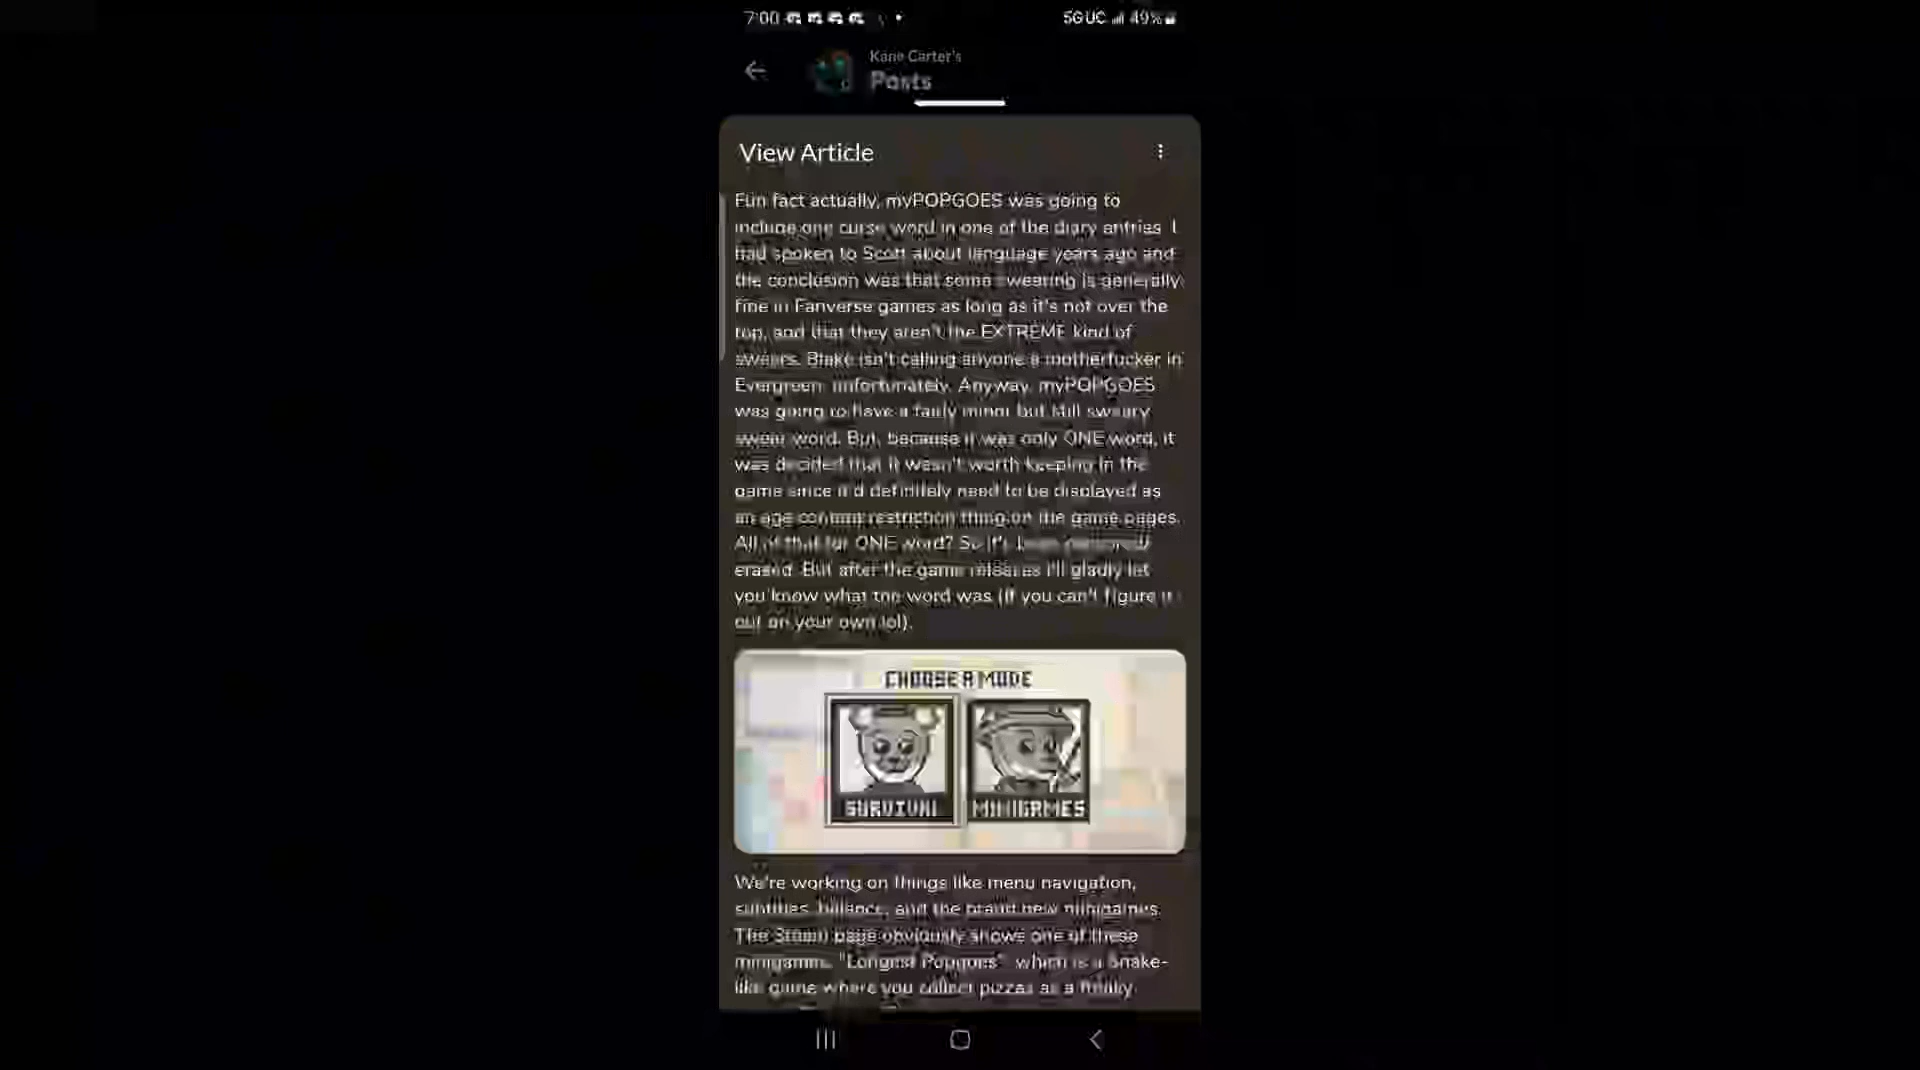 7:00
5G UC 49%
Kane Carter's
Posts
View Article
Fun fact actually, myPOPGOES was going to
include one curse word in one of the diary entries. I
had spoken to Scott about language years ago and
the conclusion was that some swearing is generally
fine in Fanverse games as long as it's not over the
top, and that they aren't the EXTREME kind of
swears. Blake isn't calling anyone a motherfucker in
Evergreen, unfortunately. Anyway, myPOPGOES
was going to have a fairly minor but still sweary
swear word. But, because it was only ONE word, it
was decided that it wasn't worth keeping in the
game since it'd definitely need to be displayed as
an age content restriction thing on the game pages.
All of that for ONE word? So it's been
erased. But after the game releases I'll gladly let
you know what the word was (if you can't figure it
out on your own lol).
CHOOSE A MODE
SURVIVAL
MINIGAMES
We're working on things like menu navigation,
subtitles, balance, and the brand new minigames.
The Steam page obviously shows one of these
minigames, "Longest Popgoes", which is a Snake-
like game where you collect pizzas as a